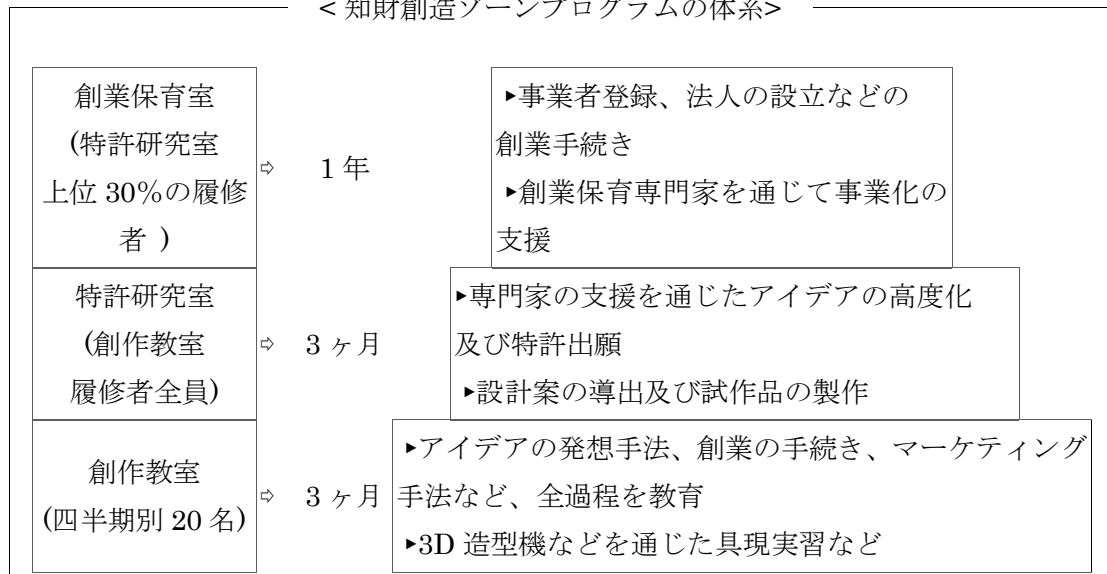 < 知財創造ゾーンプログラムの体系>
創業保育室
(特許研究室
上位 30%の履修
者 )
⇨ 1 年
▸事業者登録、法人の設立などの
創業手続き
▸創業保育専門家を通じて事業化の
支援
特許研究室
(創作教室
履修者全員)
⇨ 3 ヶ月
▸専門家の支援を通じたアイデアの高度化
及び特許出願
▸設計案の導出及び試作品の製作
創作教室
(四半期別 20 名)
⇨ 3 ヶ月
▸アイデアの発想手法、創業の手続き、マーケティング
手法など、全過程を教育
▸3D 造型機などを通じた具現実習など